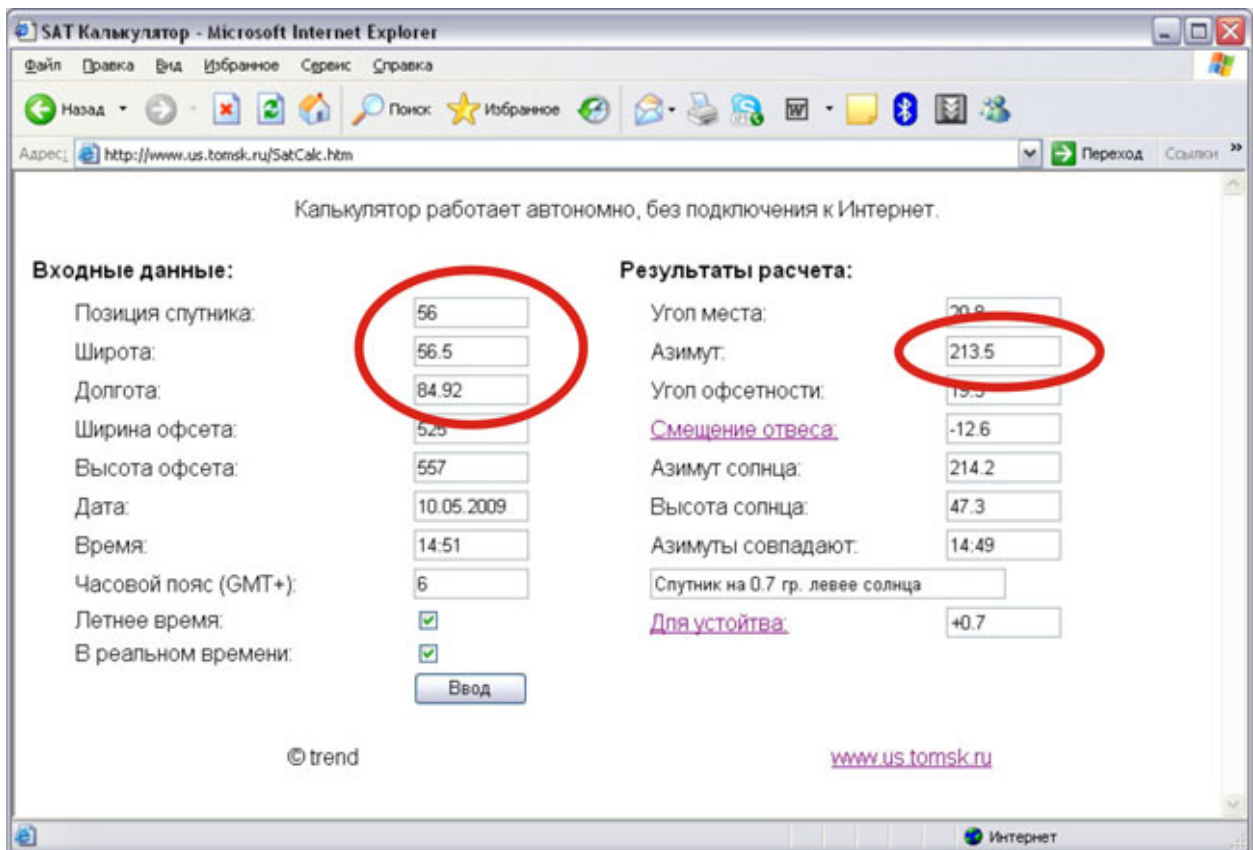 SAT Калькулятор - Microsoft Internet Explorer
Файл Правка Вид Избранное Сервис Справка
Назад Поиск Избранное
Адрес: http://www.us.tomsk.ru/SatCalc.htm Переход Ссылки »
Калькулятор работает автономно, без подключения к Интернет.
Входные данные:
Позиция спутника: 56
Широта: 56.5
Долгота: 84.92
Ширина офсета: 525
Высота офсета: 557
Дата: 10.05.2009
Время: 14:51
Часовой пояс (GMT+): 6
Летнее время:
В реальном времени:
Ввод
© trend
Результаты расчета:
Угол места: 20.8
Азимут: 213.5
Угол офсетности: 19.5
Смещение отвеса: -12.6
Азимут солнца: 214.2
Высота солнца: 47.3
Азимуты совпадают: 14:49
Спутник на 0.7 гр. левее солнца
Для устойтва: +0.7
www.us.tomsk.ru
Интернет